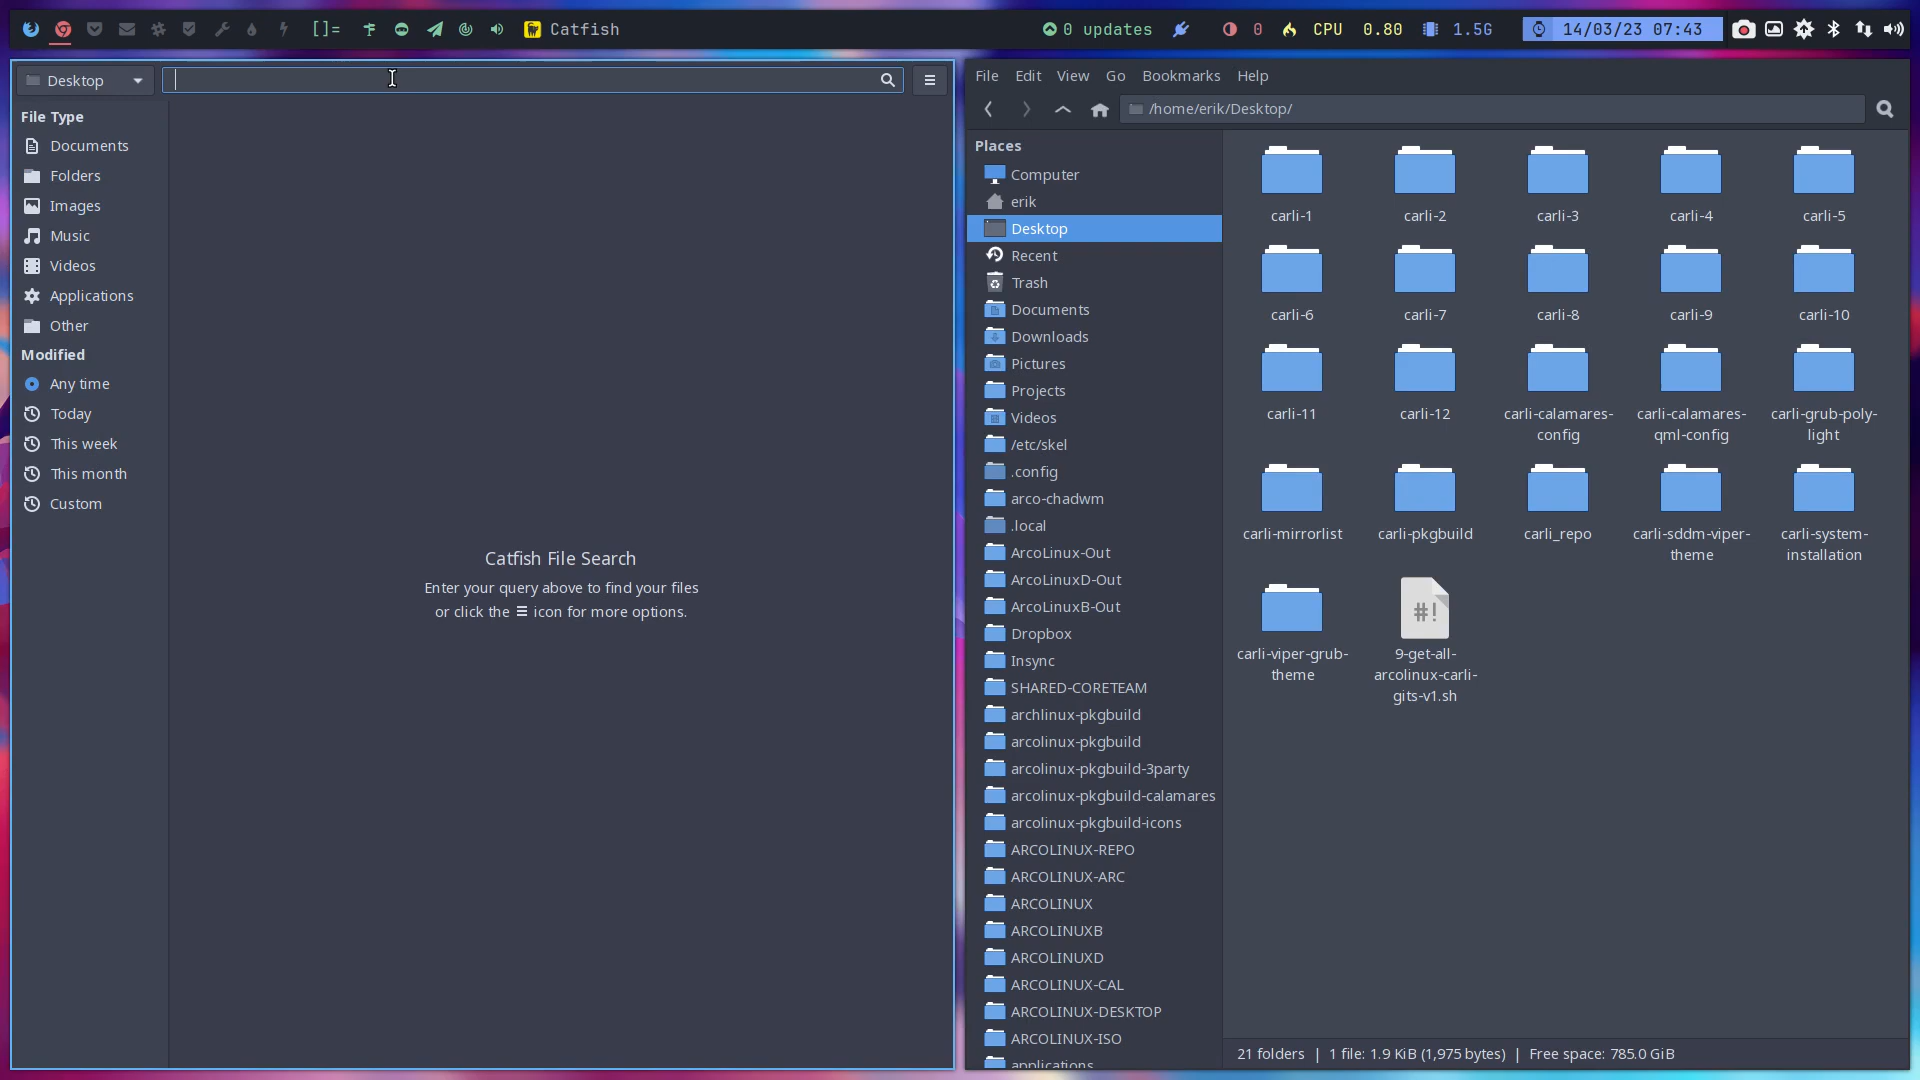 []= Catfish 0 updates 0 CPU 0.80 1.5G 14/03/23 07:43
Desktop
File Type
Documents
Folders
Images
Music
Videos
Applications
Other
Modified
Any time
Today
This week
This month
Custom
Catfish File Search
Enter your query above to find your files
or click the ☰ icon for more options.
File Edit View Go Bookmarks Help
/home/erik/Desktop/
Places
Computer
erik
Desktop
Recent
Trash
Documents
Downloads
Pictures
Projects
Videos
/etc/skel
.config
arco-chadwm
.local
ArcoLinux-Out
ArcoLinuxD-Out
ArcoLinuxB-Out
Dropbox
Insync
SHARED-CORETEAM
archlinux-pkgbuild
arcolinux-pkgbuild
arcolinux-pkgbuild-3party
arcolinux-pkgbuild-calamares
arcolinux-pkgbuild-icons
ARCOLINUX-REPO
ARCOLINUX-ARC
ARCOLINUX
ARCOLINUXB
ARCOLINUXD
ARCOLINUX-CAL
ARCOLINUX-DESKTOP
ARCOLINUX-ISO
applications
carli-1 carli-2 carli-3 carli-4 carli-5
carli-6 carli-7 carli-8 carli-9 carli-10
carli-11 carli-12 carli-calamares- carli-calamares- carli-grub-poly-
config qml-config light
carli-mirrorlist carli-pkgbuild carli_repo carli-sddm-viper- carli-system-
theme installation
#!
carli-viper-grub- 9-get-all-
theme arcolinux-carli-
gits-v1.sh
21 folders | 1 file: 1.9 KiB (1,975 bytes) | Free space: 785.0 GiB